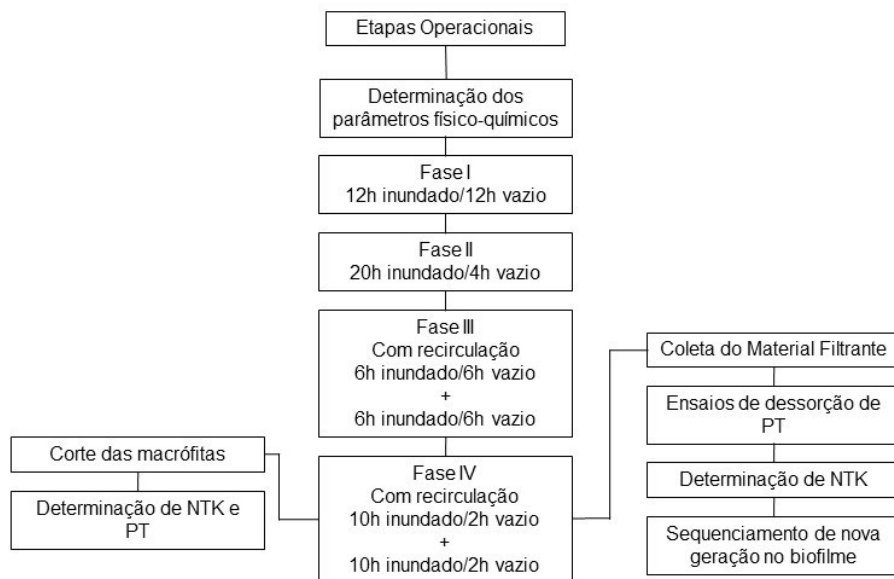 Etapas Operacionais
Determinação dos
parâmetros físico-químicos
Fase I
12h inundado/12h vazio
Fase II
20h inundado/4h vazio
Fase III
Com recirculação
6h inundado/6h vazio
+
6h inundado/6h vazio
Fase IV
Com recirculação
10h inundado/2h vazio
+
10h inundado/2h vazio
Corte das macrófitas
Determinação de NTK e
PT
Coleta do Material Filtrante
Ensaios de dessorção de
PT
Determinação de NTK
Sequenciamento de nova
geração no biofilme